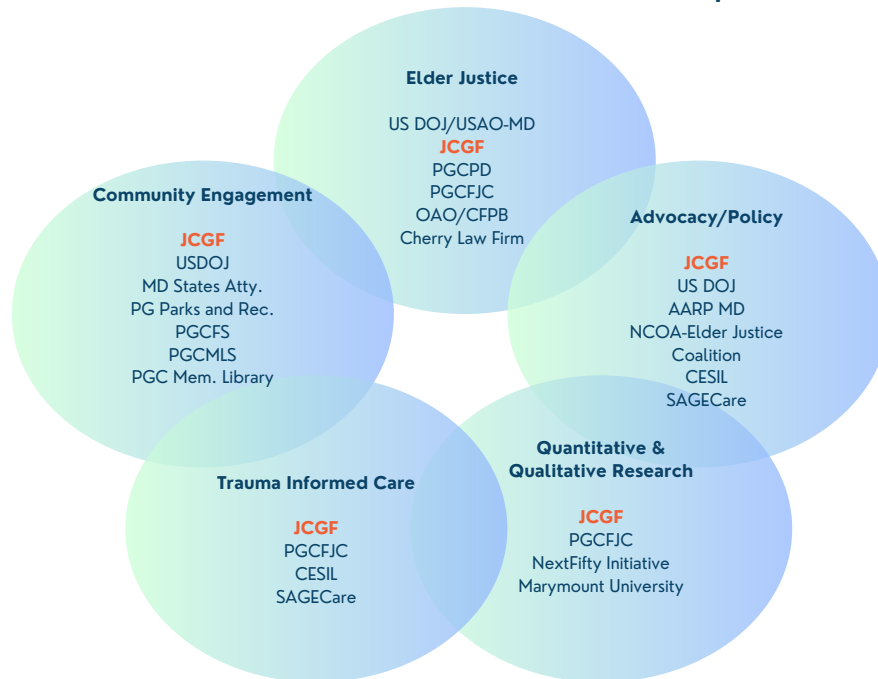 Elder Justice
US DOJ/USAO-MD
JCGF
PGCPD
PGCFJC
OAO/CFPB
Cherry Law Firm
Community Engagement
JCGF
USDOJ
MD States Atty.
PG Parks and Rec.
PGCFS
PGCMLS
PGC Mem. Library
Advocacy/Policy
JCGF
US DOJ
AARP MD
NCOA-Elder Justice
Coalition
CESIL
SAGECare
Trauma Informed Care
JCGF
PGCFJC
CESIL
SAGECare
Quantitative &
Qualitative Research
JCGF
PGCFJC
NextFifty Initiative
Marymount University